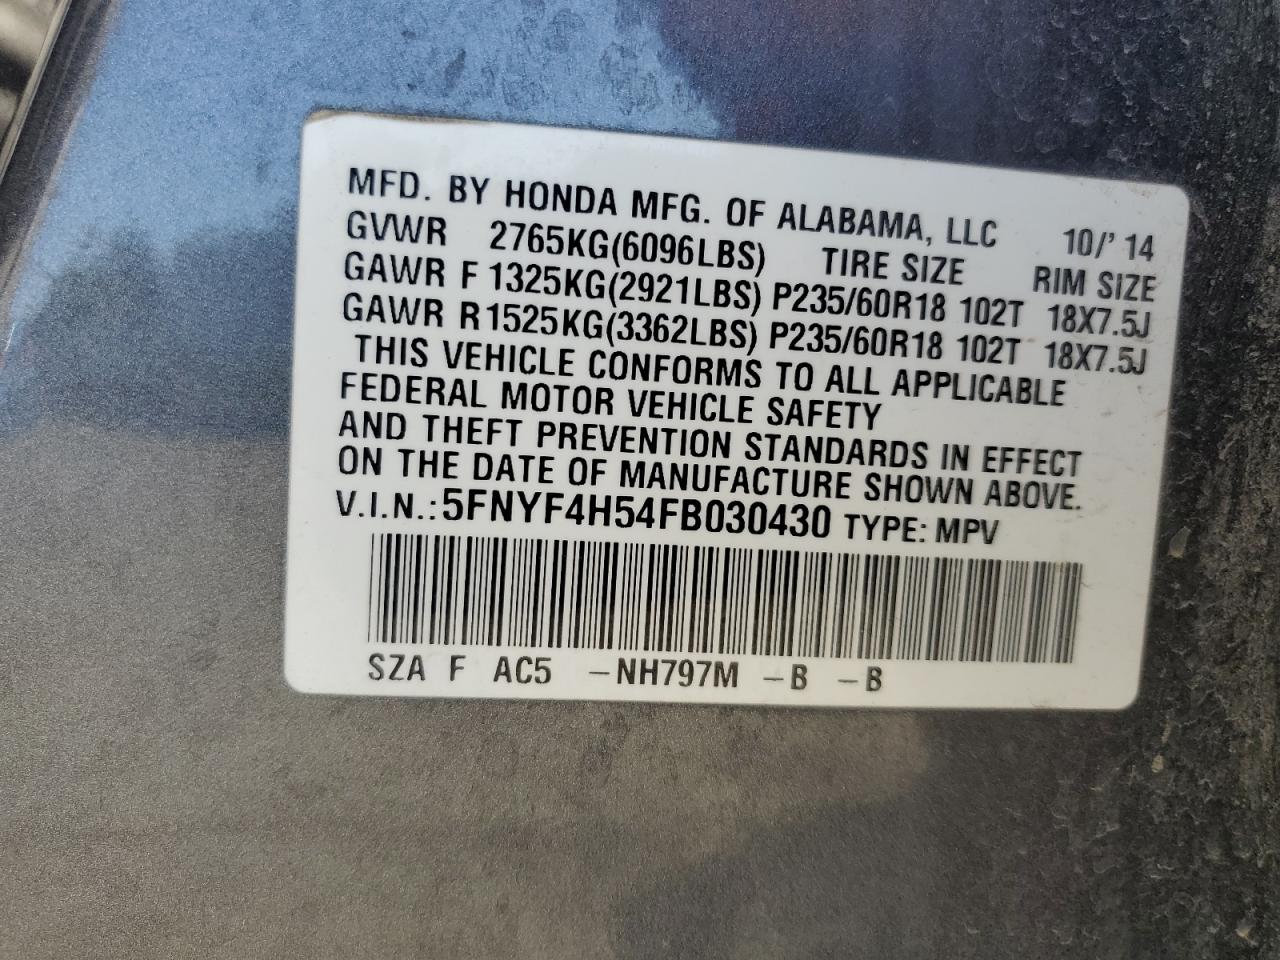 MFD. BY HONDA MFG. OF ALABAMA, LLC 10/' 14
GVWR 2765KG(6096LBS) TIRE SIZE RIM SIZE
GAWR F 1325KG(2921LBS) P235/60R18 102T 18X7.5J
GAWR R1525KG(3362LBS) P235/60R18 102T 18X7.5J
THIS VEHICLE CONFORMS TO ALL APPLICABLE
FEDERAL MOTOR VEHICLE SAFETY
AND THEFT PREVENTION STANDARDS IN EFFECT
ON THE DATE OF MANUFACTURE SHOWN ABOVE.
V.I.N.: 5FNYF4H54FB030430 TYPE: MPV
SZA F AC5 -NH797M -B -B